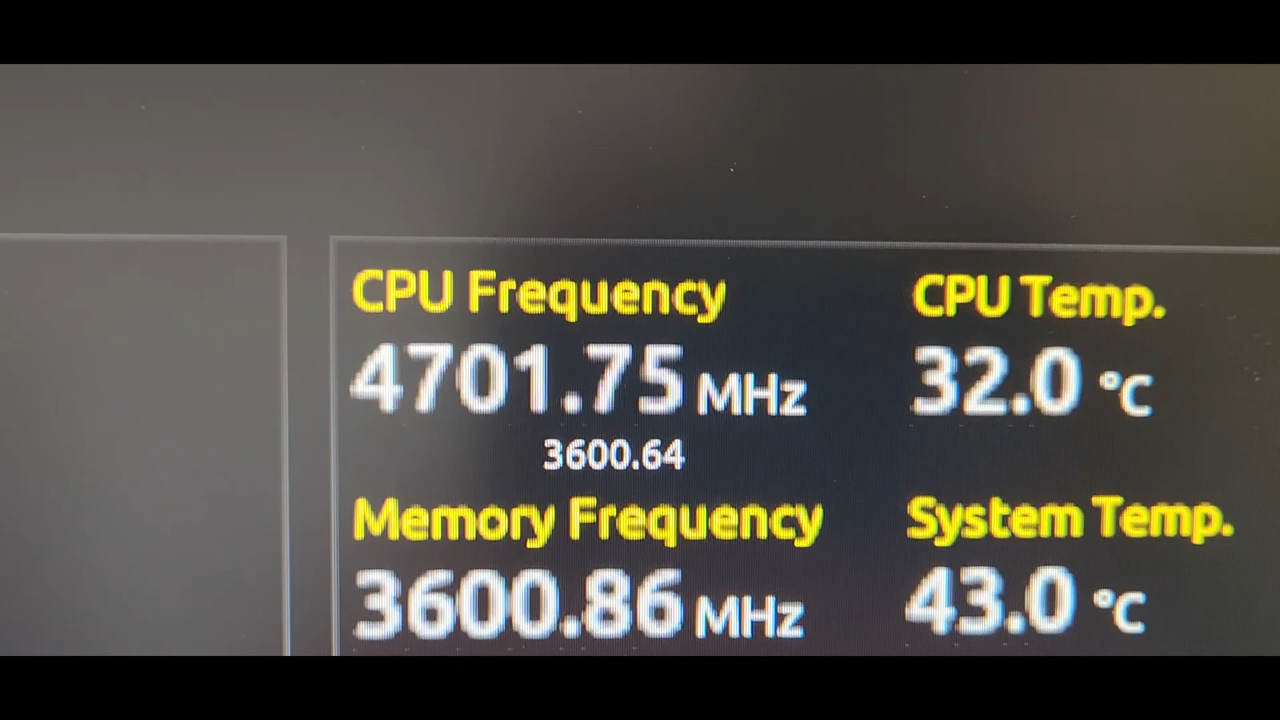 CPU Frequency
CPU Temp.
4701.75 MHz
32.0 °C
3600.64
Memory Frequency
System Temp.
3600.86 MHz
43.0 °C